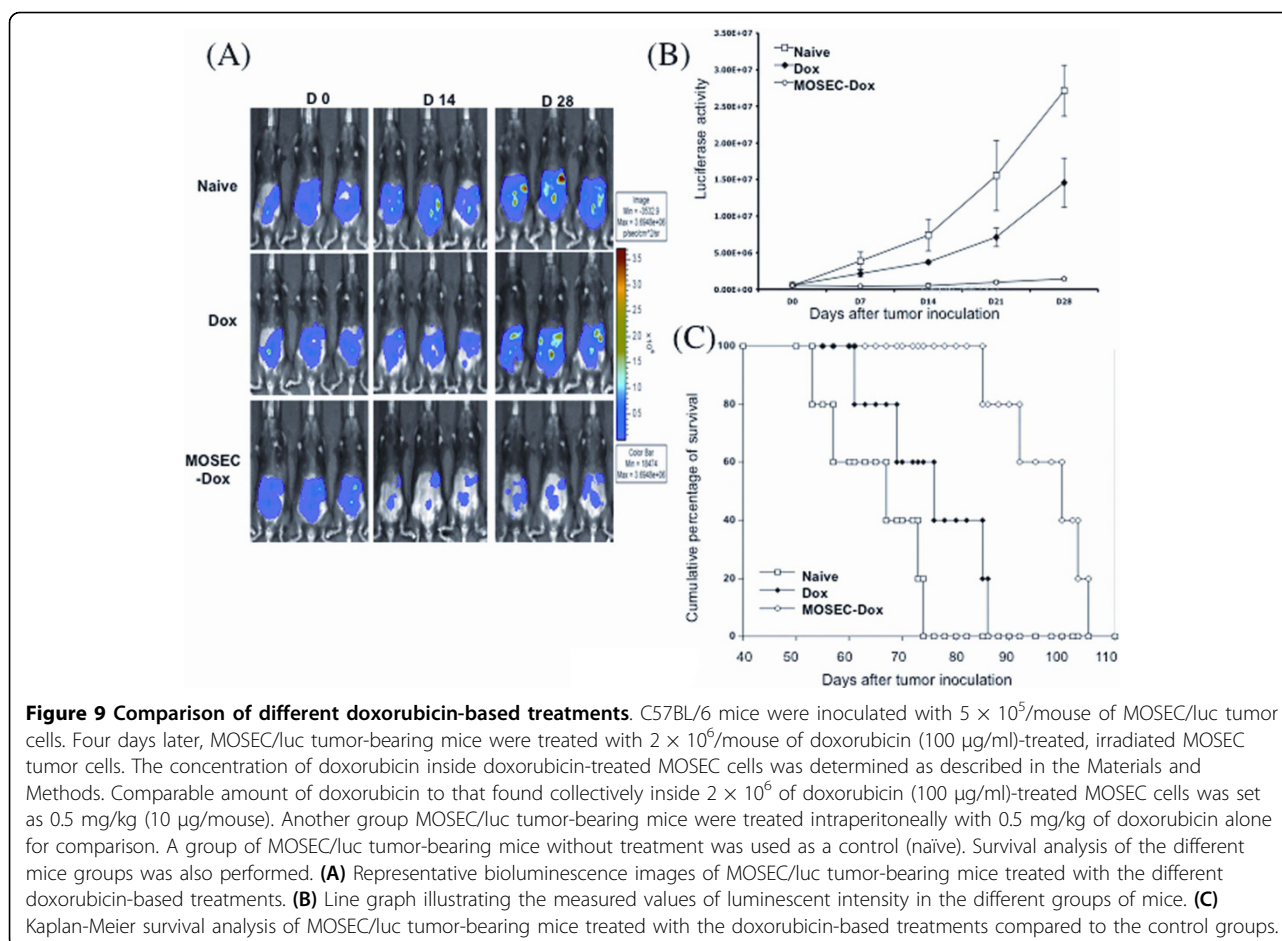 (A)
D 0 D 14 D 28
Naive
Dox
MOSEC
-Dox
Image
Min = -3532.9
Max = 3.6948e+06
p/sec/cm^2/sr
3.5
3.0
2.5
2.0
1.5
1.0
0.5
Color Bar
Min = 18474
Max = 3.6948e+06
(B)
Naive
Dox
MOSEC-Dox
Luciferase activity
3.50E+07
3.00E+07
2.50E+07
2.00E+07
1.50E+07
1.00E+07
5.00E+06
0.00E+00
D0 D7 D14 D21 D28
Days after tumor inoculation
(C)
Cumulative percentage of survival
100
80
60
40
20
0
Naive
Dox
MOSEC-Dox
40 50 60 70 80 90 100 110
Days after tumor inoculation
Figure 9 Comparison of different doxorubicin-based treatments. C57BL/6 mice were inoculated with 5 × 10⁵/mouse of MOSEC/luc tumor
cells. Four days later, MOSEC/luc tumor-bearing mice were treated with 2 × 10⁶/mouse of doxorubicin (100 μg/ml)-treated, irradiated MOSEC
tumor cells. The concentration of doxorubicin inside doxorubicin-treated MOSEC cells was determined as described in the Materials and
Methods. Comparable amount of doxorubicin to that found collectively inside 2 × 10⁶ of doxorubicin (100 μg/ml)-treated MOSEC cells was set
as 0.5 mg/kg (10 μg/mouse). Another group MOSEC/luc tumor-bearing mice were treated intraperitoneally with 0.5 mg/kg of doxorubicin alone
for comparison. A group of MOSEC/luc tumor-bearing mice without treatment was used as a control (naïve). Survival analysis of the different
mice groups was also performed. (A) Representative bioluminescence images of MOSEC/luc tumor-bearing mice treated with the different
doxorubicin-based treatments. (B) Line graph illustrating the measured values of luminescent intensity in the different groups of mice. (C)
Kaplan-Meier survival analysis of MOSEC/luc tumor-bearing mice treated with the doxorubicin-based treatments compared to the control groups.